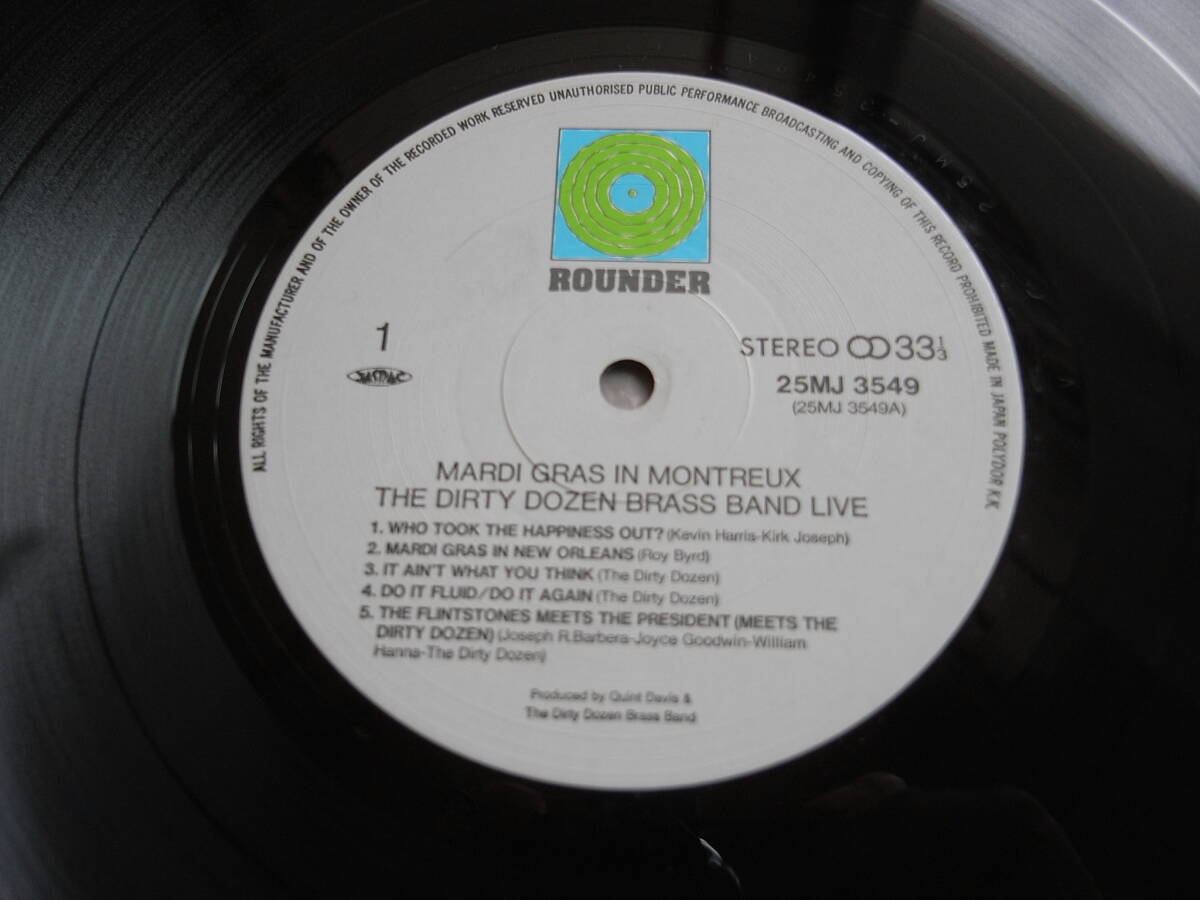 ALL RIGHTS OF THE MANUFACTURER AND OF THE OWNER OF THE RECORDED WORK RESERVED UNAUTHORISED PUBLIC PERFORMANCE BROADCASTING AND COPYING OF THIS RECORD PROHIBITED MADE IN JAPAN POLYDOR K.K.
ROUNDER
1
STEREO 33 1/3
25MJ 3549
(25MJ 3549A)
MARDI GRAS IN MONTREUX
THE DIRTY DOZEN BRASS BAND LIVE
1. WHO TOOK THE HAPPINESS OUT? (Kevin Harris-Kirk Joseph)
2. MARDI GRAS IN NEW ORLEANS (Roy Byrd)
3. IT AIN'T WHAT YOU THINK (The Dirty Dozen)
4. DO IT FLUID/DO IT AGAIN (The Dirty Dozen)
5. THE FLINTSTONES MEETS THE PRESIDENT (MEETS THE
DIRTY DOZEN) (Joseph R.Barbera-Joyce Goodwin-William
Hanna-The Dirty Dozen)
Produced by Quint Davis &
The Dirty Dozen Brass Band